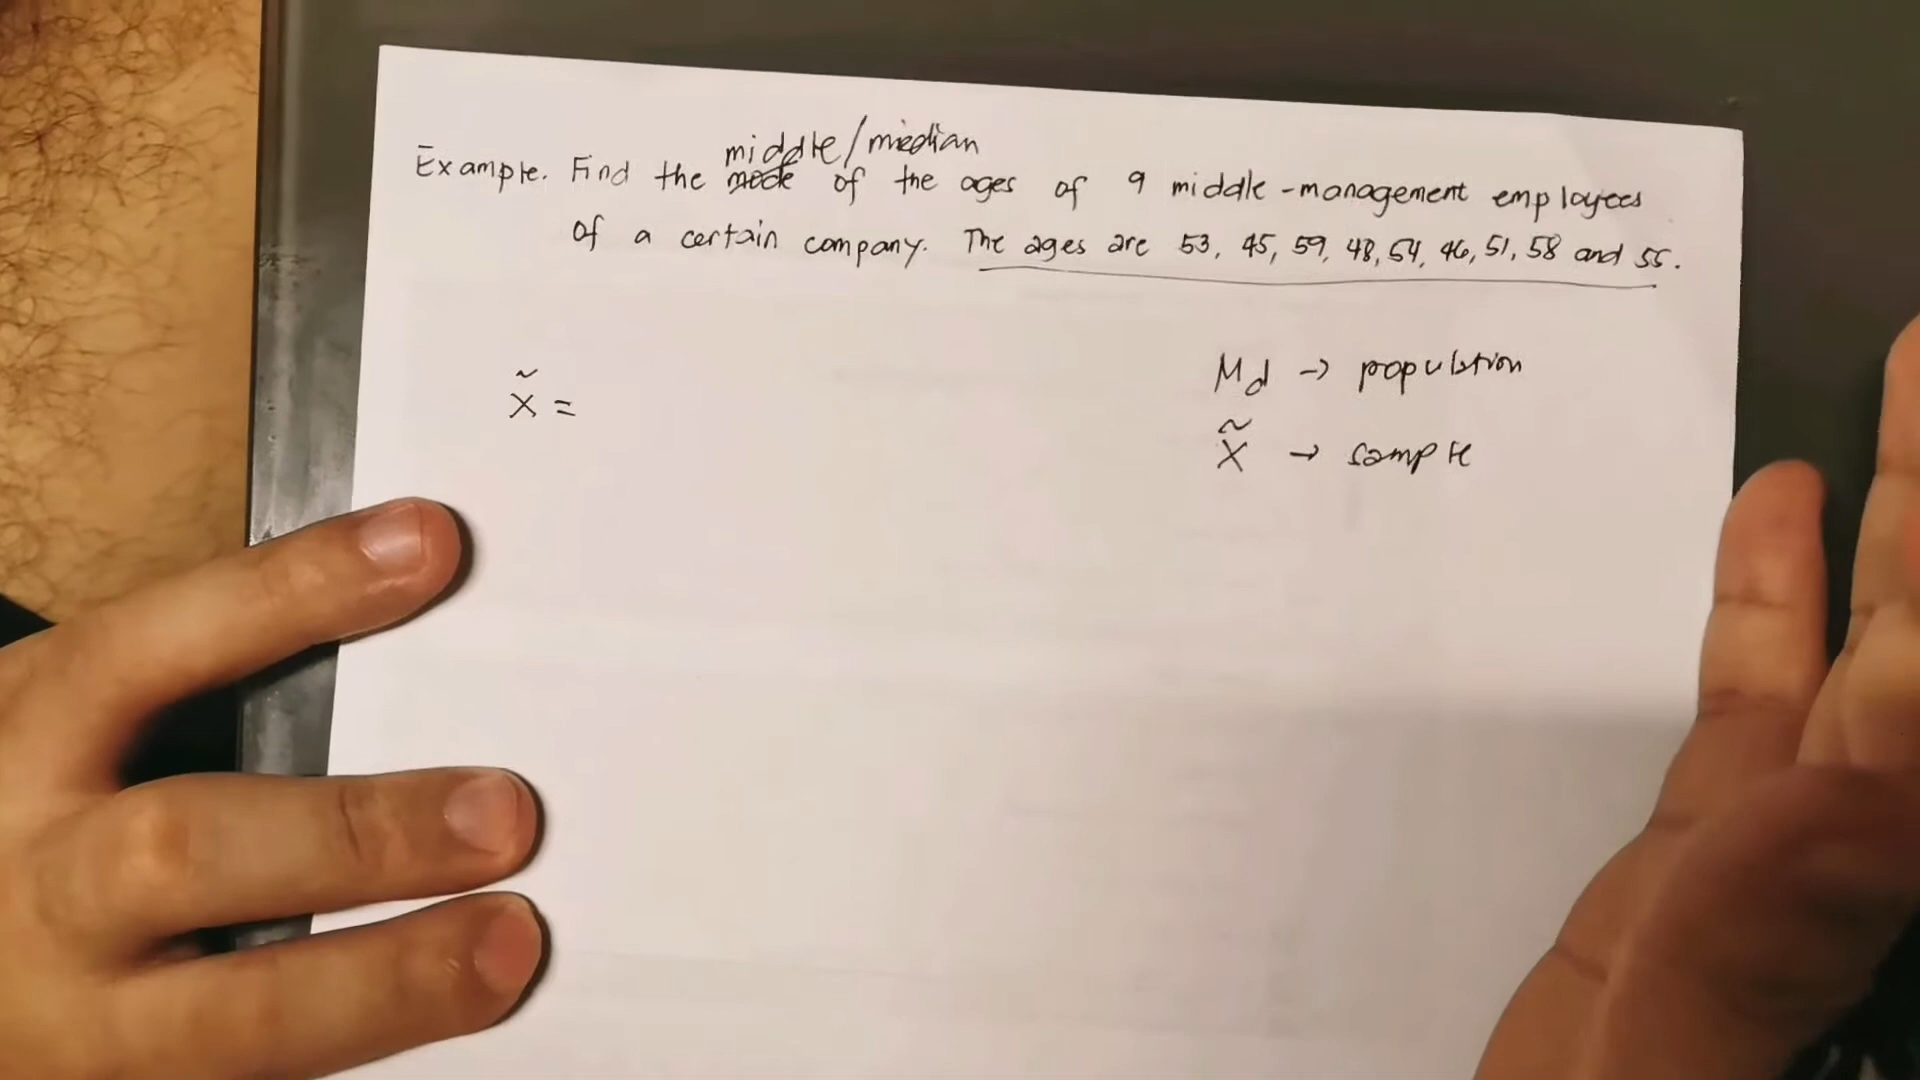 middle/median
Example. Find the mode of the ages of 9 middle-management employees
of a certain company. The ages are 53, 45, 59, 48, 54, 46, 51, 58 and 55.
x̃ =
Md → population
x̃ → sample